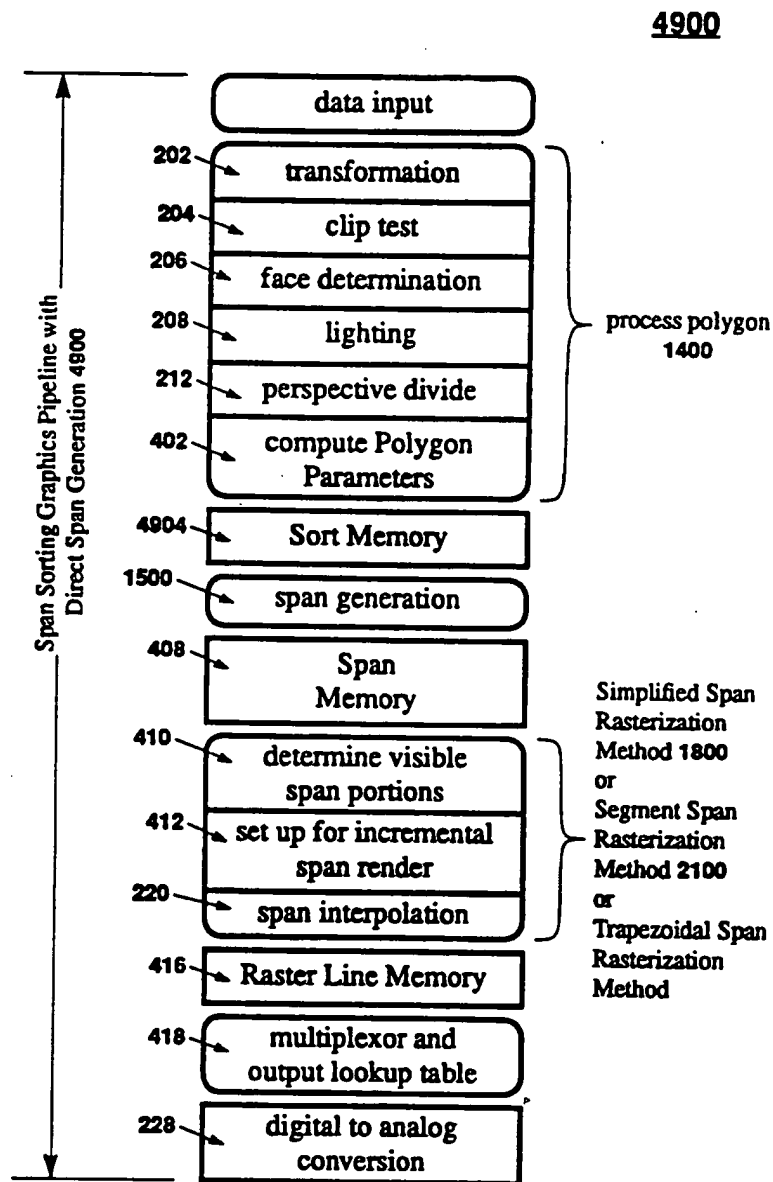 4900
data input
202
transformation
204
clip test
206
face determination
208
lighting
212
perspective divide
402
compute Polygon
Parameters
process polygon
1400
4904
Sort Memory
1500
span generation
408
Span
Memory
410
determine visible
span portions
412
set up for incremental
span render
220
span interpolation
Simplified Span
Rasterization
Method 1800
or
Segment Span
Rasterization
Method 2100
or
Trapezoidal Span
Rasterization
Method
416
Raster Line Memory
418
multiplexor and
output lookup table
228
digital to analog
conversion
Span Sorting Graphics Pipeline with
Direct Span Generation 4900